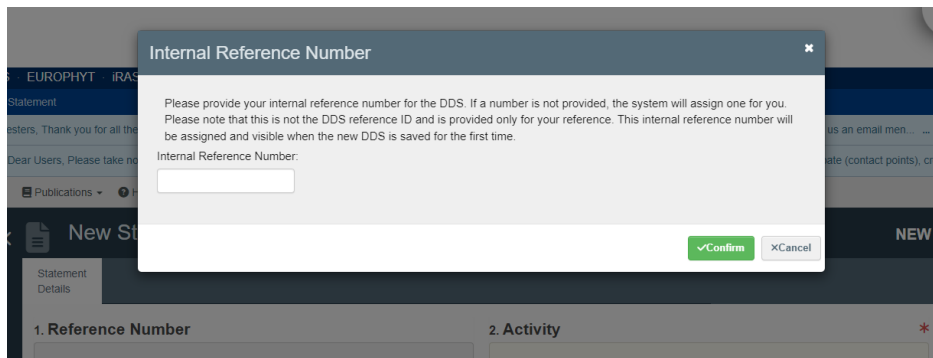 Internal Reference Number ×
S · EUROPHYT · iRAS
Statement
Please provide your internal reference number for the DDS. If a number is not provided, the system will assign one for you.
Please note that this is not the DDS reference ID and is provided only for your reference. This internal reference number will
be assigned and visible when the new DDS is saved for the first time.
esters, Thank you for all the
us an email men... ...
Internal Reference Number:
Dear Users, Please take no
ate (contact points), cr
Publications
H
New St
NEW
✓Confirm
×Cancel
Statement
Details
1. Reference Number
2. Activity *